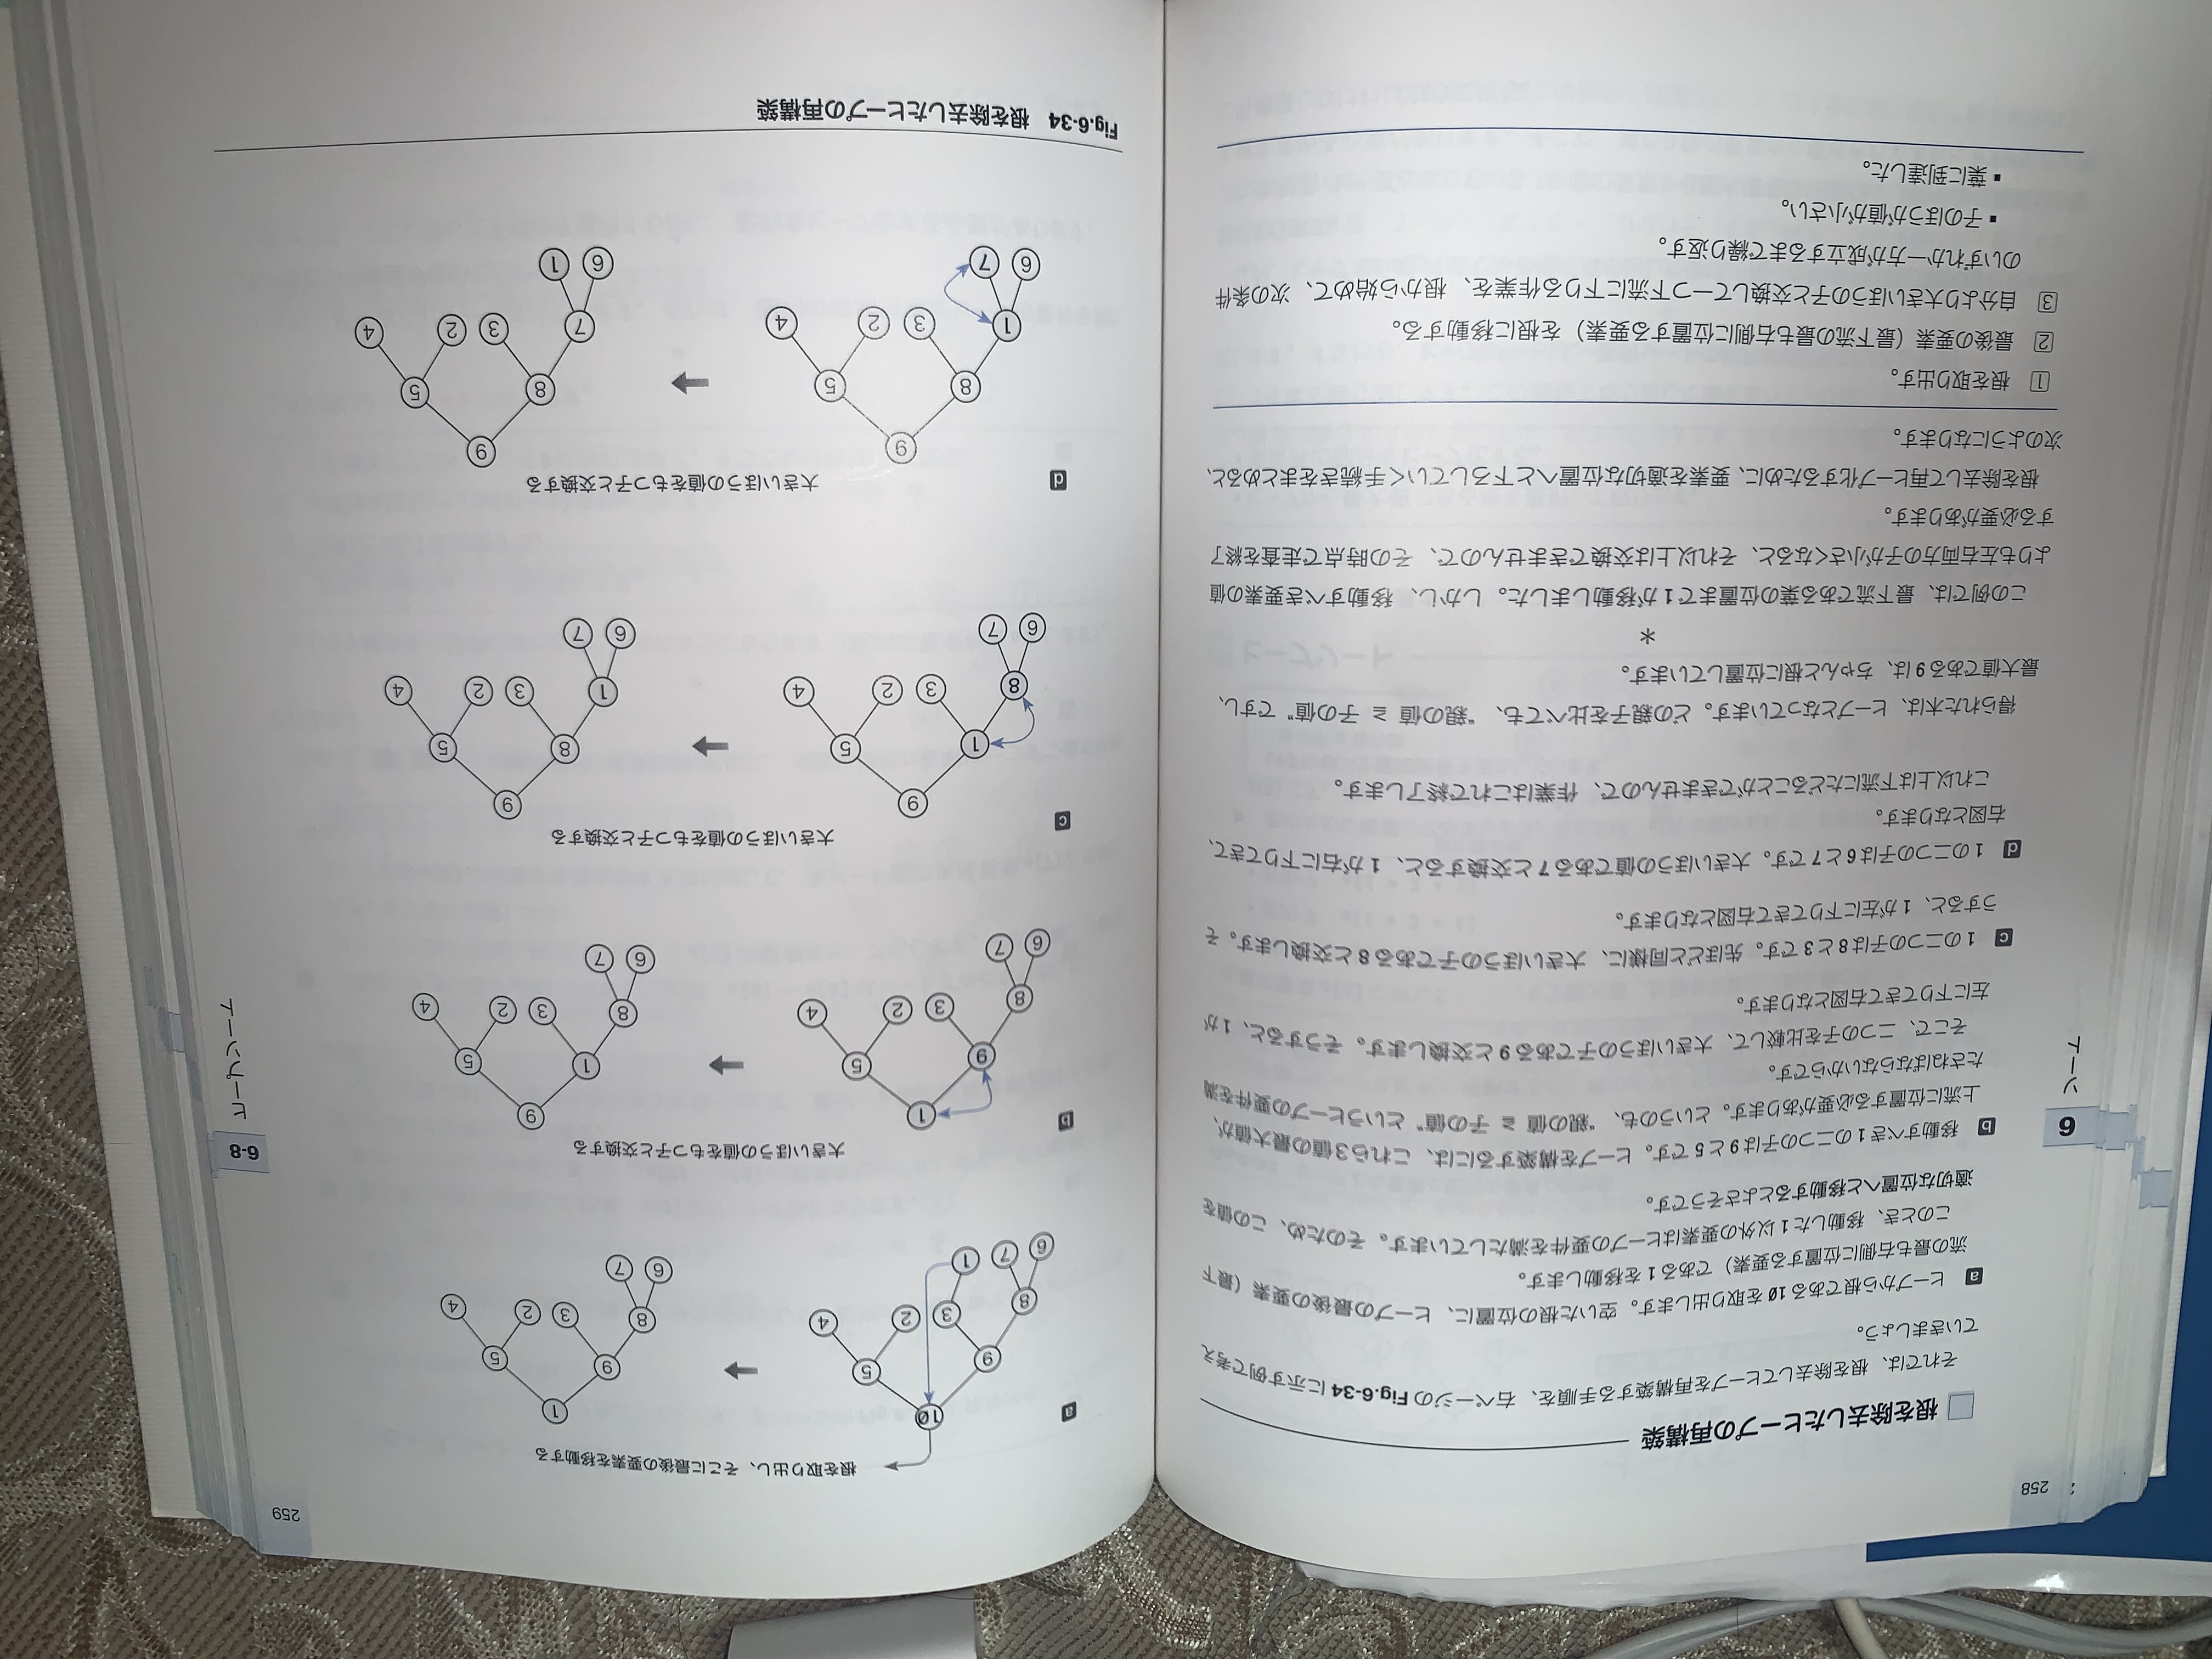 258
根を除去したヒープの再構築
それでは、根を除去してヒープを再構築する手順を、右ページの Fig.6-34 に示す例で考え
ていきましょう。
a ヒープから根である10を取り出します。空いた根の位置に、ヒープの最後の要素（最下
流の最も右側に位置する要素）である1を移動します。
このとき、移動した1以外の要素はヒープの要件を満たしています。そのため、この値を
適切な位置へと移動するとよさそうです。
b 移動すべき1の二つの子は9と5です。ヒープを構築するには、これら3値の最大値が、
上流に位置する必要があります。というのも、“親の値 ≧ 子の値” というヒープの要件を満
たさねばならないからです。
そこで、二つの子を比較して、大きいほうの子である9と交換します。そうすると、1が
左に下りてきて右図となります。
c 1の二つの子は8と3です。先ほどと同様に、大きいほうの子である8と交換します。そ
うすると、1が左に下りてきて右図となります。
d 1の二つの子は6と7です。大きいほうの値である7と交換すると、1が右に下りてきて、
右図となります。
これ以上は下流にたどることができませんので、作業はこれで終了します。
得られた木は、ヒープとなっています。どの親子を比べても、“親の値 ≧ 子の値” ですし、
最大値である9は、ちゃんと根に位置しています。
＊
この例では、最下流である葉の位置まで1が移動しました。しかし、移動すべき要素の値
よりも左右両方の子が小さくなると、それ以上は交換できませんので、その時点で走査を終了
する必要があります。
根を除去して再ヒープ化するために、要素を適切な位置へと下ろしていく手続きをまとめると、
次のようになります。
1 根を取り出す。
2 最後の要素（最下流の最も右側に位置する要素）を根に移動する。
3 自分より大きいほうの子と交換して一つ下流に下りる作業を、根から始めて、次の条件
のいずれか一方が成立するまで繰り返す。
▪ 子のほうが値が小さい。
▪ 葉に到達した。
6
ソート
259
根を取り出し、そこに最後の要素を移動する
a
10
9 5
8 3 2 4
6 7 1
1
9 5
8 3 2 4
6 7
大きいほうの値をもつ子と交換する
b
1
9 5
8 3 2 4
6 7
9
1 5
8 3 2 4
6 7
大きいほうの値をもつ子と交換する
c
9
1 5
8 3 2 4
6 7
9
8 5
1 3 2 4
6 7
大きいほうの値をもつ子と交換する
d
9
8 5
1 3 2 4
6 7
9
8 5
7 3 2 4
6 1
Fig.6-34 根を除去したヒープの再構築
6-8
ヒープソート